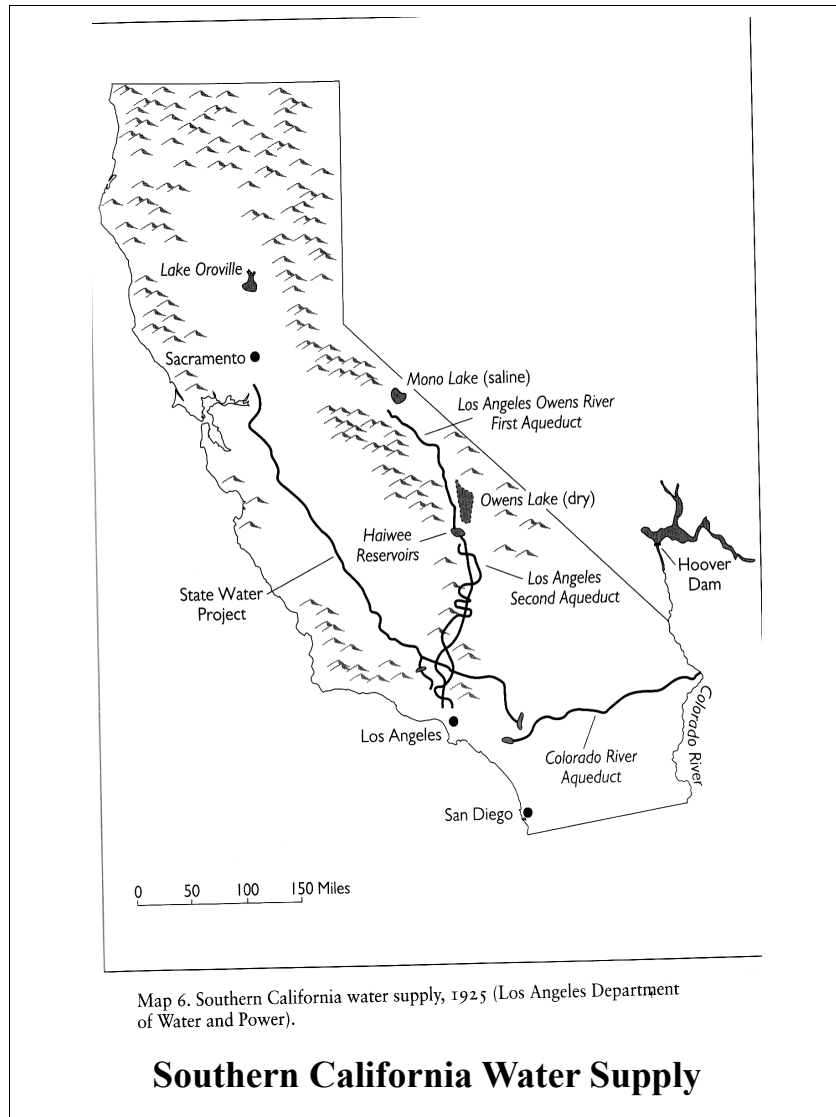 Lake Oroville
Sacramento
Mono Lake (saline)
Los Angeles Owens River
First Aqueduct
Owens Lake (dry)
Haiwee
Reservoirs
Hoover
Dam
Los Angeles
Second Aqueduct
State Water
Project
Colorado River
Los Angeles
Colorado River
Aqueduct
San Diego
0 50 100 150 Miles
Map 6. Southern California water supply, 1925 (Los Angeles Department
of Water and Power).
Southern California Water Supply